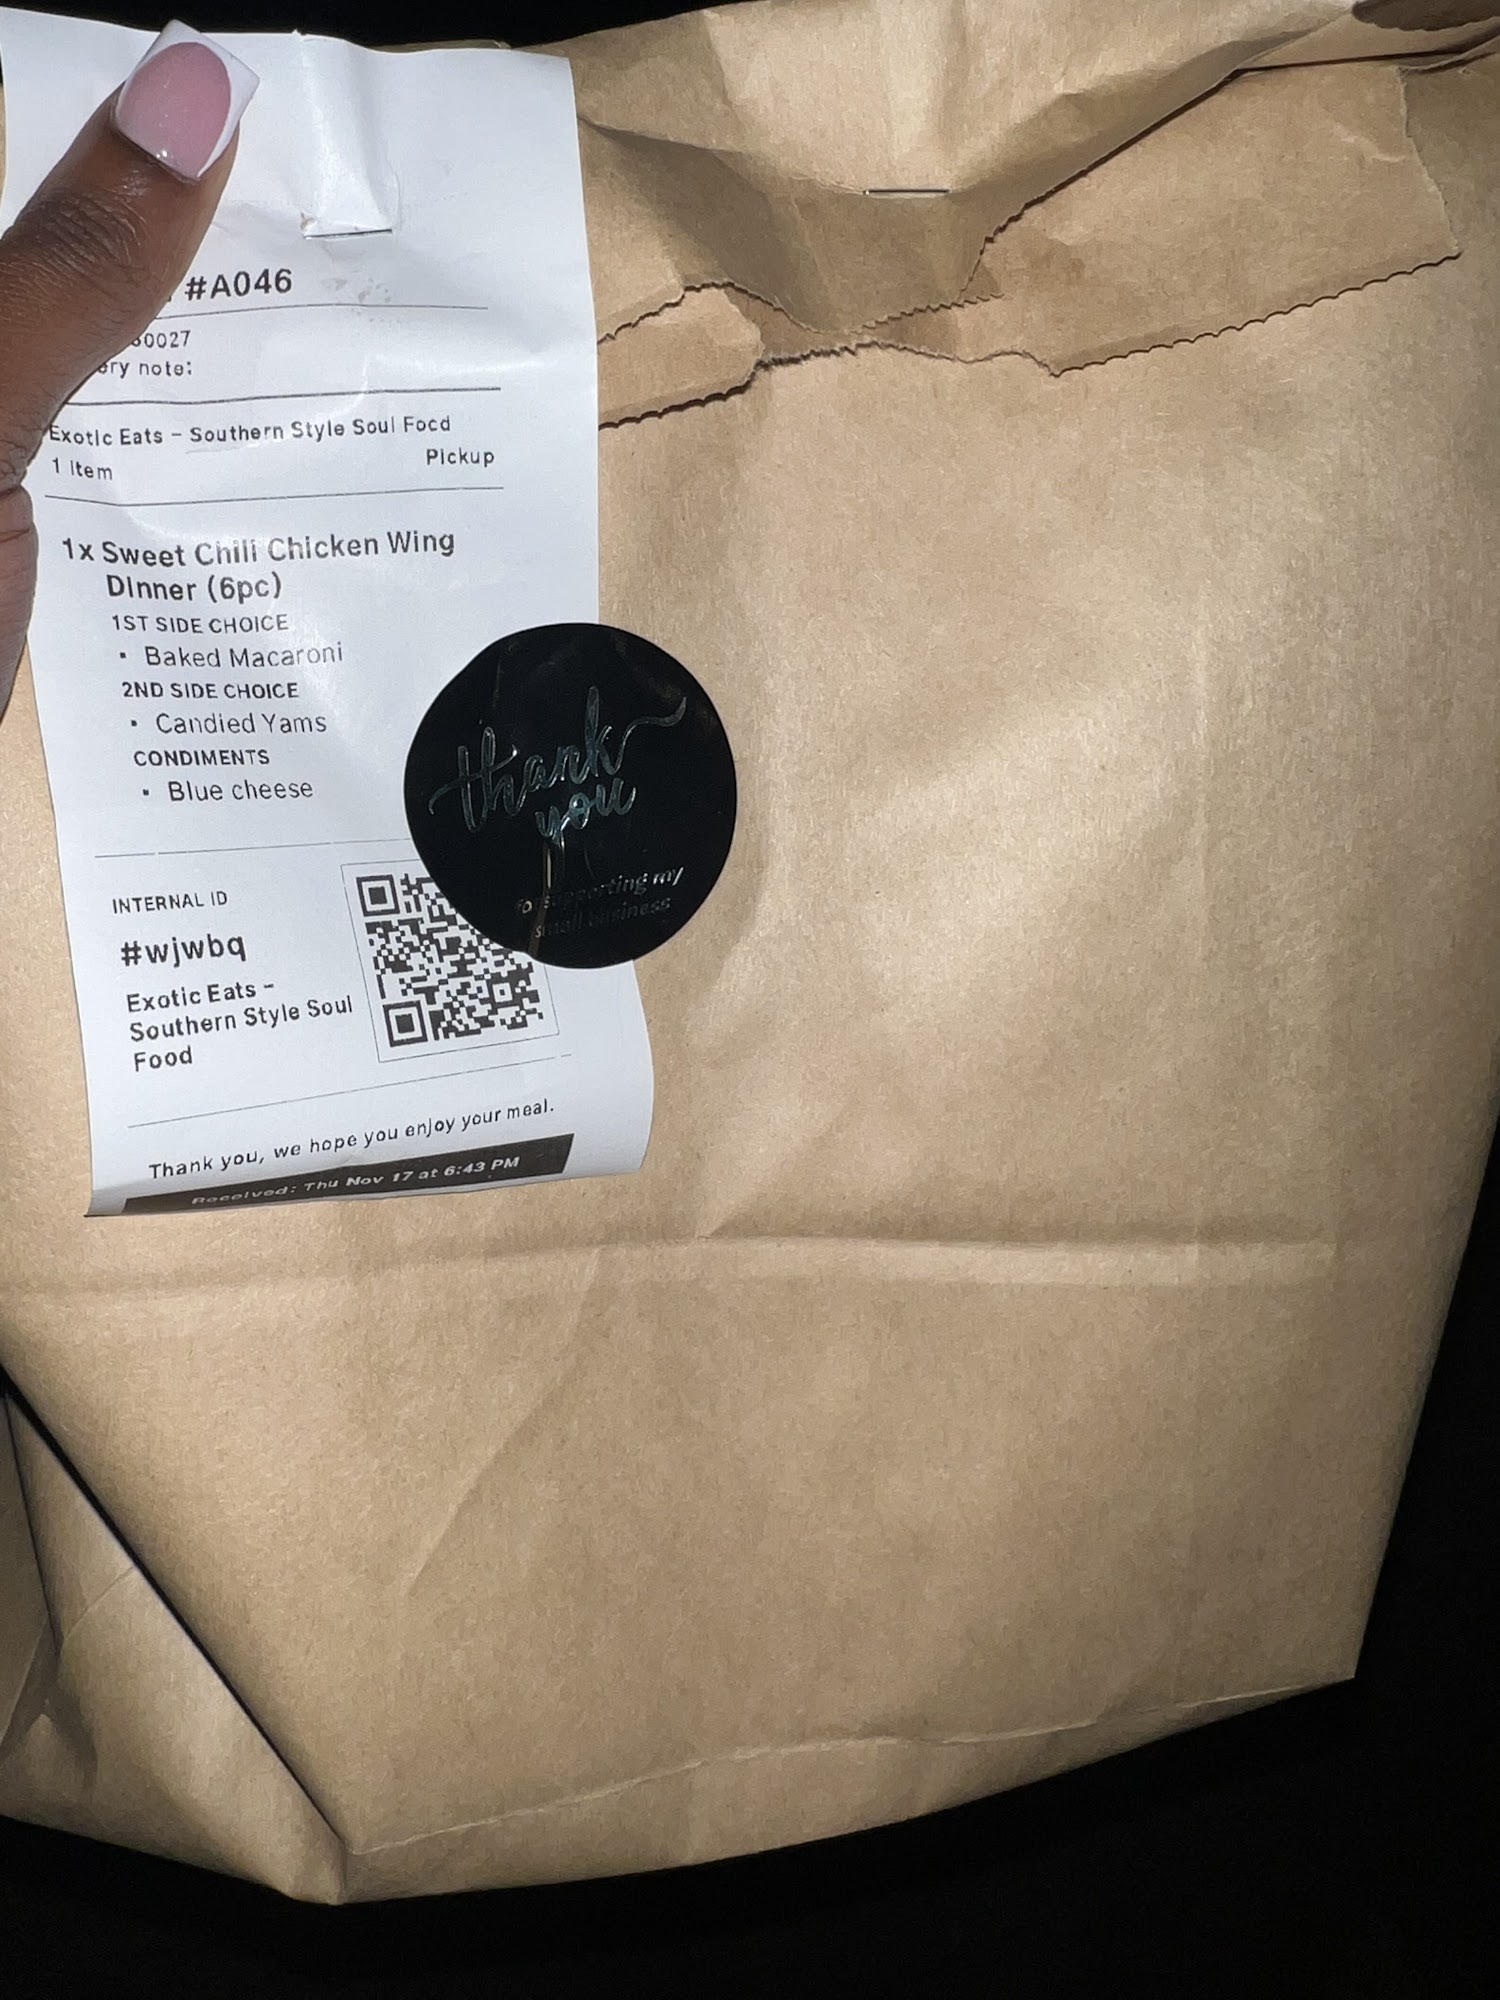 #A046
0027
ery note:
Exotic Eats - Southern Style Soul Food
1 Item Pickup
1x Sweet Chili Chicken Wing
Dinner (6pc)
1ST SIDE CHOICE
• Baked Macaroni
2ND SIDE CHOICE
• Candied Yams
CONDIMENTS
• Blue cheese
INTERNAL ID
#wjwbq
Exotic Eats -
Southern Style Soul
Food
thank
you
for supporting my
small business
Thank you, we hope you enjoy your meal.
Received: Thu Nov 17 at 6:43 PM